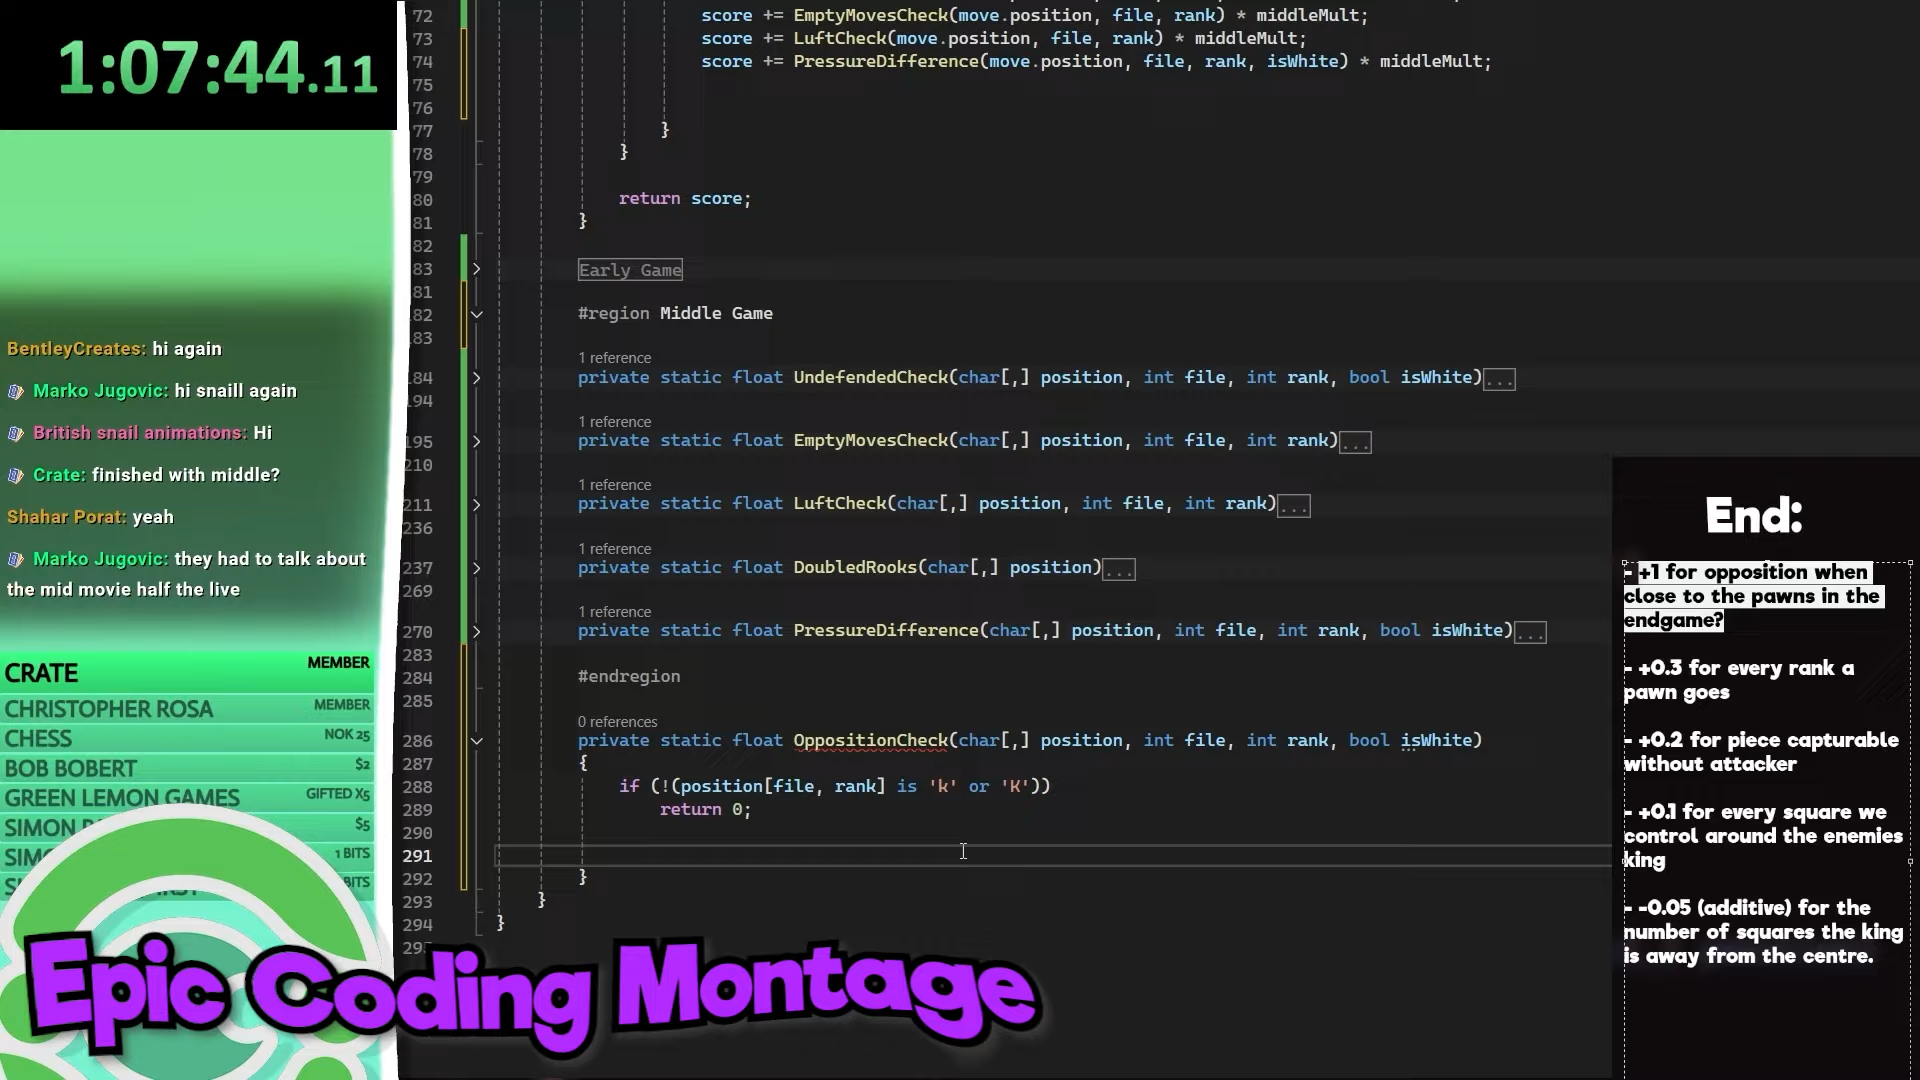 1:07:44.11
BentleyCreates: hi again
Marko Jugovic: hi snaill again
British snail animations: Hi
Crate: finished with middle?
Shahar Porat: yeah
Marko Jugovic: they had to talk about
the mid movie half the live
CRATE MEMBER
CHRISTOPHER ROSA MEMBER
CHESS NOK 25
BOB BOBERT $2
GREEN LEMON GAMES GIFTED X5
SIMON $5
1 BITS
BITS
72 score += EmptyMovesCheck(move.position, file, rank) * middleMult;
73 score += LuftCheck(move.position, file, rank) * middleMult;
74 score += PressureDifference(move.position, file, rank, isWhite) * middleMult;
75
76
77 }
78 }
79
80 return score;
81 }
82
83 Early Game
81
82 #region Middle Game
83
1 reference
184 private static float UndefendedCheck(char[,] position, int file, int rank, bool isWhite)...
194
1 reference
195 private static float EmptyMovesCheck(char[,] position, int file, int rank)...
210
1 reference
211 private static float LuftCheck(char[,] position, int file, int rank)...
236
1 reference
237 private static float DoubledRooks(char[,] position)...
269
1 reference
270 private static float PressureDifference(char[,] position, int file, int rank, bool isWhite)...
283
284 #endregion
285
0 references
286 private static float OppositionCheck(char[,] position, int file, int rank, bool isWhite)
287 {
288 if (!(position[file, rank] is 'k' or 'K'))
289 return 0;
290
291
292 }
293 }
294 }
End:
- +1 for opposition when
close to the pawns in the
endgame?
- +0.3 for every rank a
pawn goes
- +0.2 for piece capturable
without attacker
- +0.1 for every square we
control around the enemies
king
- -0.05 (additive) for the
number of squares the king
is away from the centre.
Epic Coding Montage